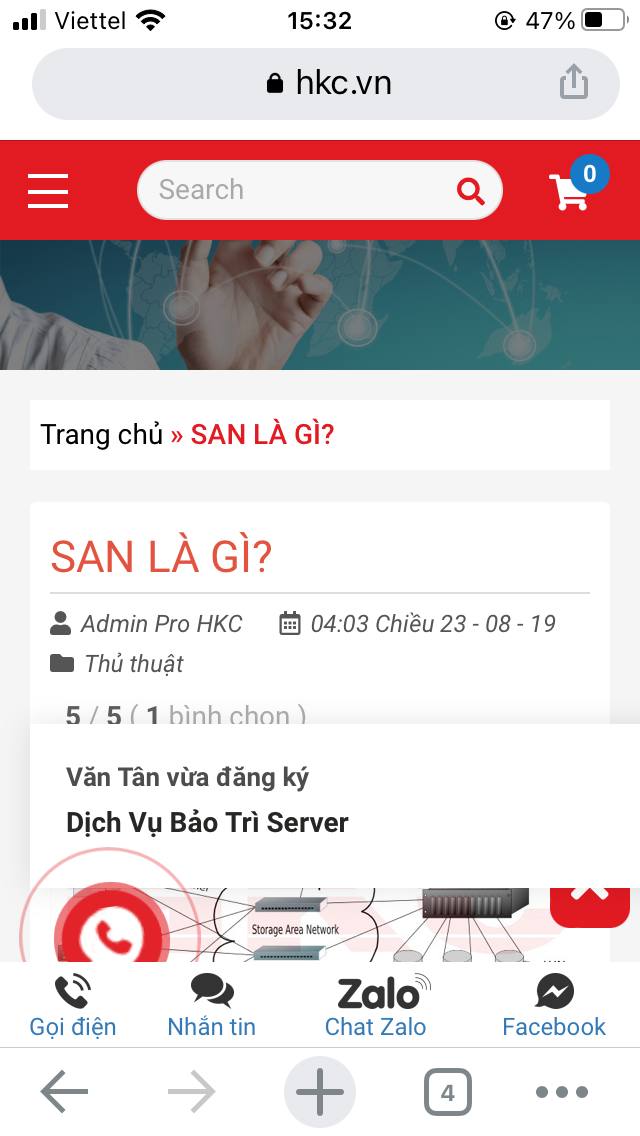 Viettel 15:32 47%
hkc.vn
Search 0
Trang chủ » SAN LÀ GÌ?
SAN LÀ GÌ?
Admin Pro HKC 04:03 Chiều 23 - 08 - 19
Thủ thuật
5 / 5 ( 1 bình chọn )
Văn Tân vừa đăng ký
Dịch Vụ Bảo Trì Server
Storage Area Network
Gọi điện Nhắn tin Zalo Chat Zalo Facebook
4